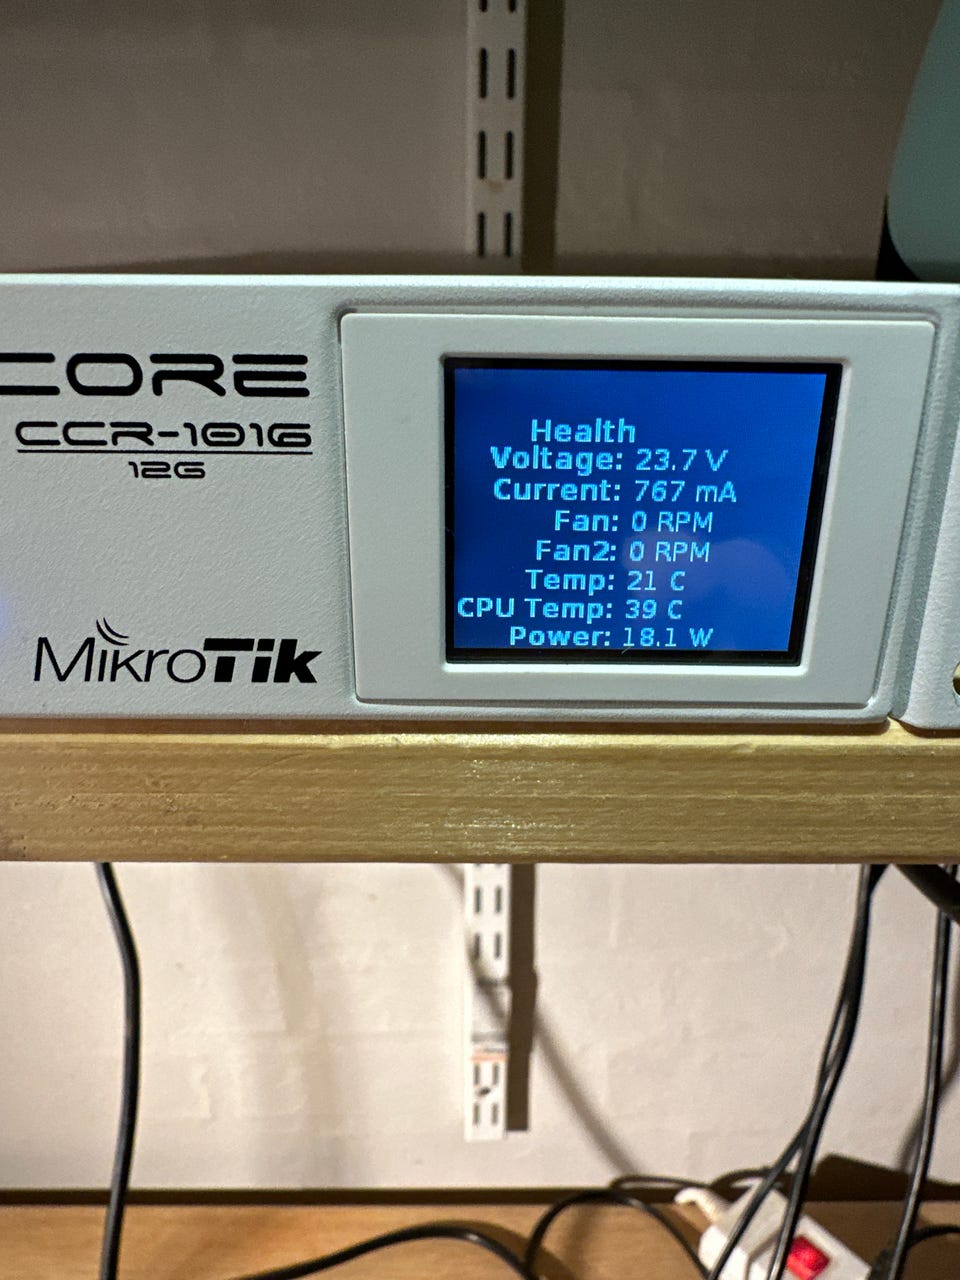 CORE
CCR-1016
12G
MikroTik
Health
Voltage: 23.7 V
Current: 767 mA
Fan: 0 RPM
Fan2: 0 RPM
Temp: 21 C
CPU Temp: 39 C
Power: 18.1 W